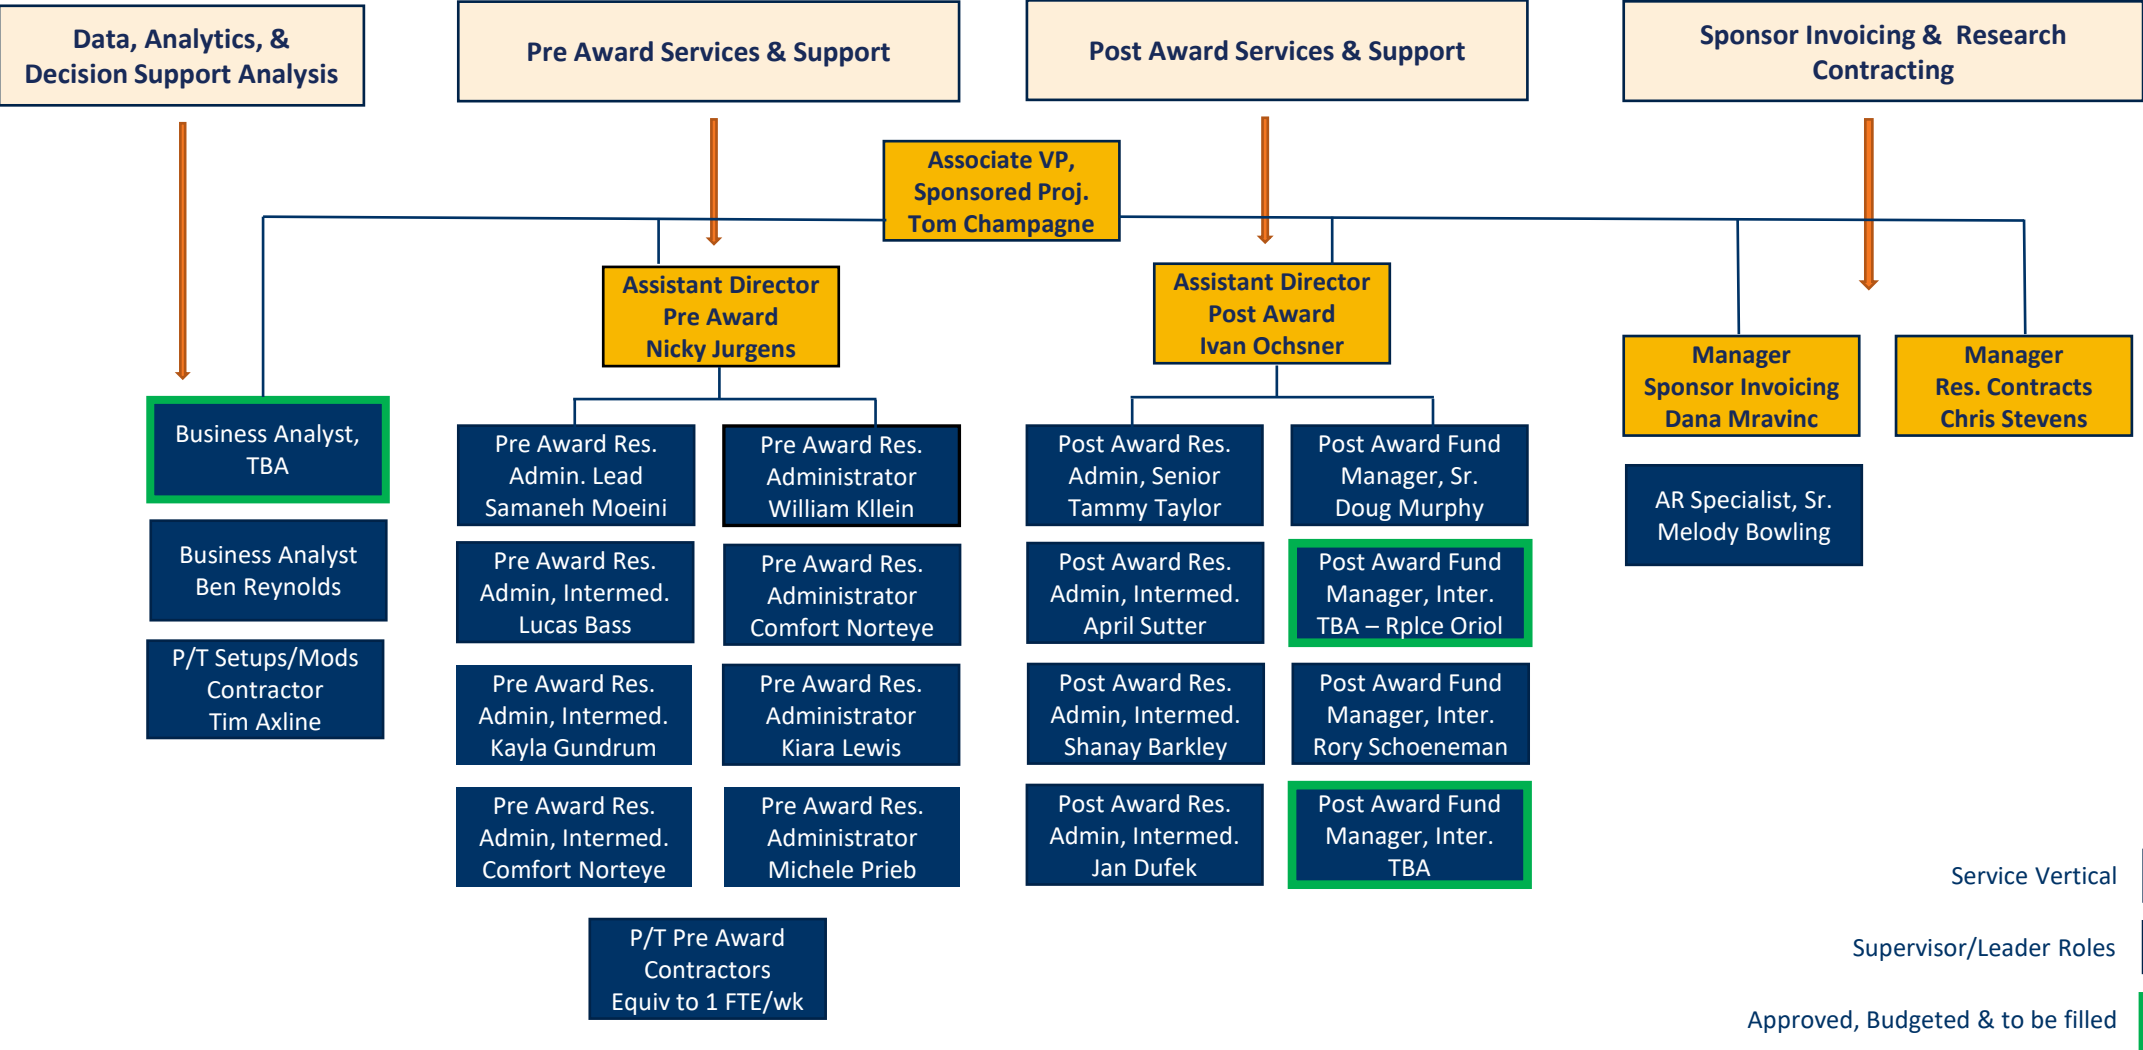 Data, Analytics, &
Decision Support Analysis
Pre Award Services & Support
Post Award Services & Support
Sponsor Invoicing &  Research
Contracting
Associate VP,
Sponsored Proj.
Tom Champagne
Assistant Director
Pre Award
Nicky Jurgens
Assistant Director
Post Award
Ivan Ochsner
Manager
Sponsor Invoicing
Dana Mravinc
Manager
Res. Contracts
Chris Stevens
Business Analyst,
TBA
Business Analyst
Ben Reynolds
P/T Setups/Mods
Contractor
Tim Axline
Pre Award Res.
Admin. Lead
Samaneh Moeini
Pre Award Res.
Administrator
William Kllein
Pre Award Res.
Admin, Intermed.
Lucas Bass
Pre Award Res.
Administrator
Comfort Norteye
Pre Award Res.
Admin, Intermed.
Kayla Gundrum
Pre Award Res.
Administrator
Kiara Lewis
Pre Award Res.
Admin, Intermed.
Comfort Norteye
Pre Award Res.
Administrator
Michele Prieb
P/T Pre Award
Contractors
Equiv to 1 FTE/wk
Post Award Res.
Admin, Senior
Tammy Taylor
Post Award Fund
Manager, Sr.
Doug Murphy
Post Award Res.
Admin, Intermed.
April Sutter
Post Award Fund
Manager, Inter.
TBA – Rplce Oriol
Post Award Res.
Admin, Intermed.
Shanay Barkley
Post Award Fund
Manager, Inter.
Rory Schoeneman
Post Award Res.
Admin, Intermed.
Jan Dufek
Post Award Fund
Manager, Inter.
TBA
AR Specialist, Sr.
Melody Bowling
Service Vertical
Supervisor/Leader Roles
Approved, Budgeted & to be filled